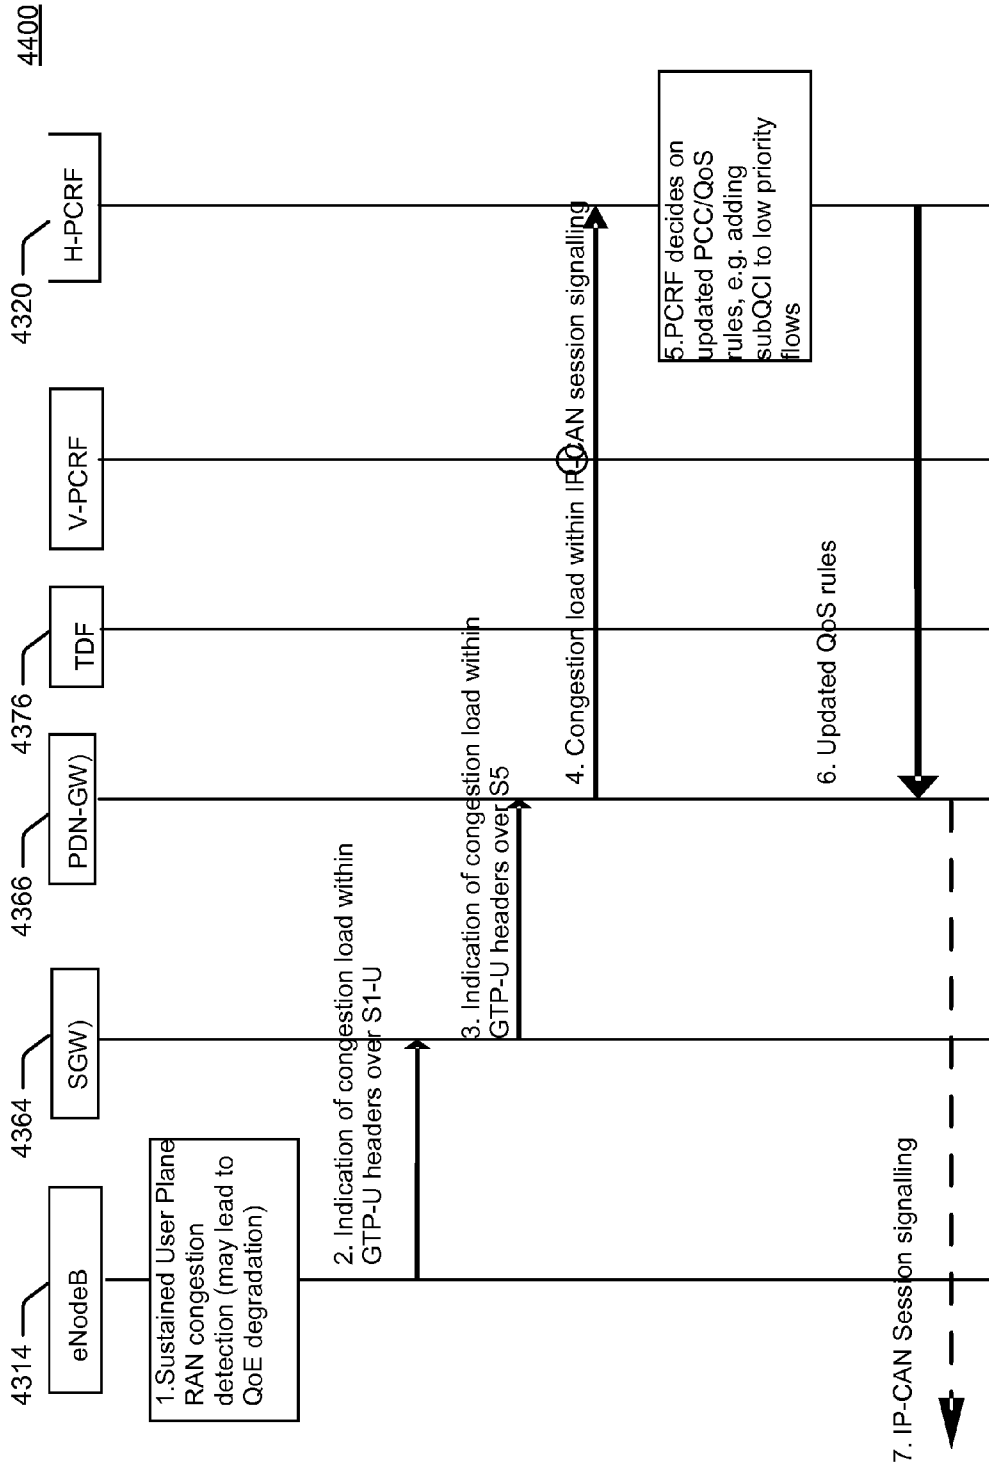 4400
4314
4364
4366
4376
4320
eNodeB
SGW)
PDN-GW)
TDF
V-PCRF
H-PCRF
1.Sustained User Plane
RAN congestion
detection (may lead to
QoE degradation)
2. Indication of congestion load within
GTP-U headers over S1-U
3. Indication of congestion load within
GTP-U headers over S5
4. Congestion load within IP-CAN session signalling
5.PCRF decides on
updated PCC/QoS
rules, e.g. adding
subQCI to low priority
flows
6. Updated QoS rules
7. IP-CAN Session signalling